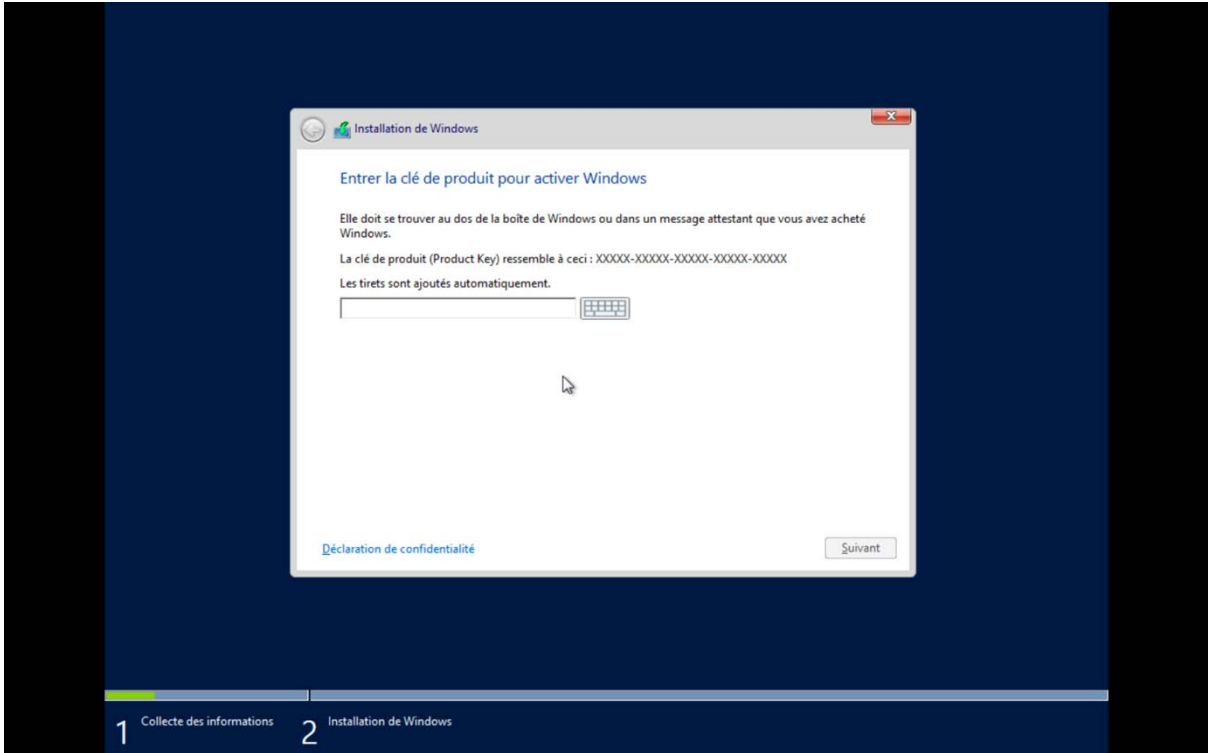 Installation de Windows
Entrer la clé de produit pour activer Windows
Elle doit se trouver au dos de la boîte de Windows ou dans un message attestant que vous avez acheté
Windows.
La clé de produit (Product Key) ressemble à ceci : XXXXX-XXXXX-XXXXX-XXXXX-XXXXX
Les tirets sont ajoutés automatiquement.
Déclaration de confidentialité
Suivant
1 Collecte des informations
2 Installation de Windows